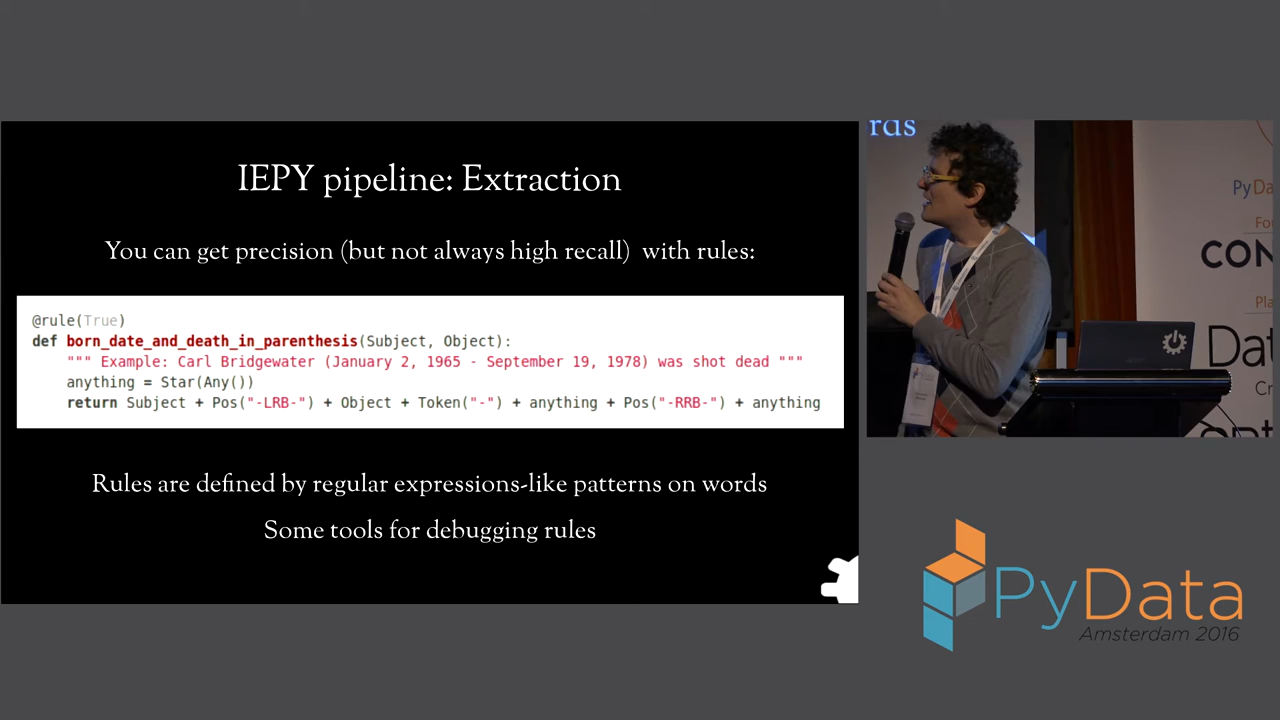 IEPY pipeline: Extraction
You can get precision (but not always high recall) with rules:
@rule(True)
def born_date_and_death_in_parenthesis(Subject, Object):
""" Example: Carl Bridgewater (January 2, 1965 - September 19, 1978) was shot dead """
anything = Star(Any())
return Subject + Pos("-LRB-") + Object + Token("-") + anything + Pos("-RRB-") + anything
Rules are defined by regular expressions-like patterns on words
Some tools for debugging rules
rds
PyDa
Fo
CON
Pla
Dat
C
PyData
Amsterdam 2016